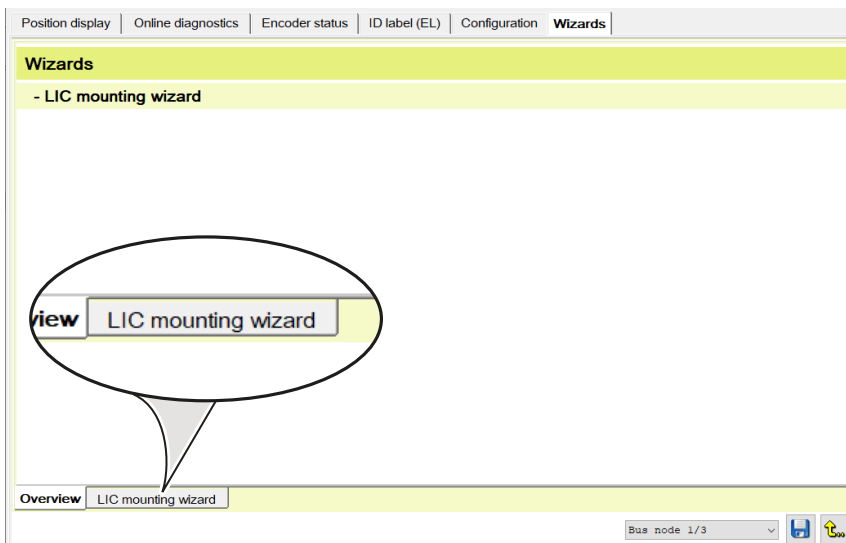 Position display Online diagnostics Encoder status ID label (EL) Configuration Wizards
Wizards
- LIC mounting wizard
view LIC mounting wizard
Overview LIC mounting wizard
Bus node 1/3